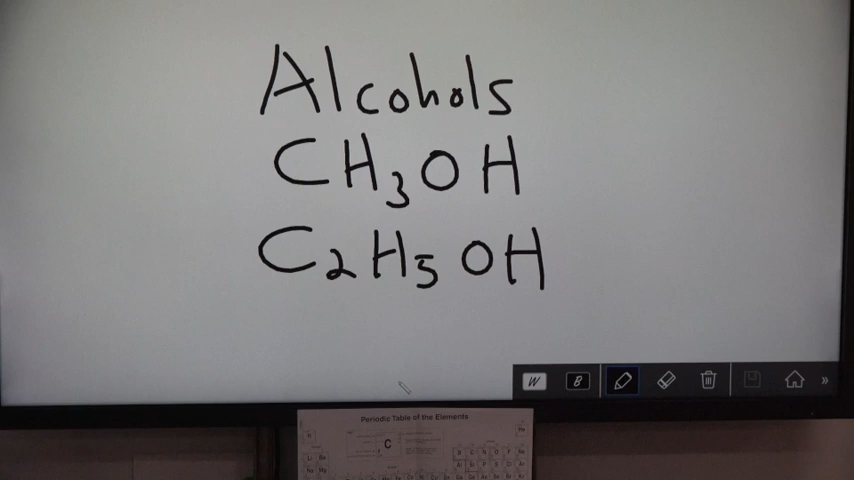 Alcohols
CH₃OH
C₂H₅OH
W B »
Periodic Table of the Elements
C